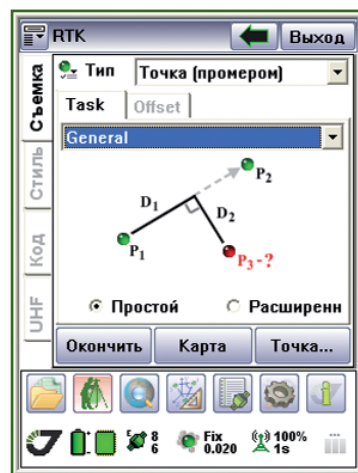 RTK
Выход
Съемка
Стиль
Код
UHF
Тип
Точка (промером)
Task
Offset
General
D1
D2
P1
P2
P3-?
Простой
Расширенн
Окончить
Карта
Точка...
8
6
Fix
0.020
100%
1s